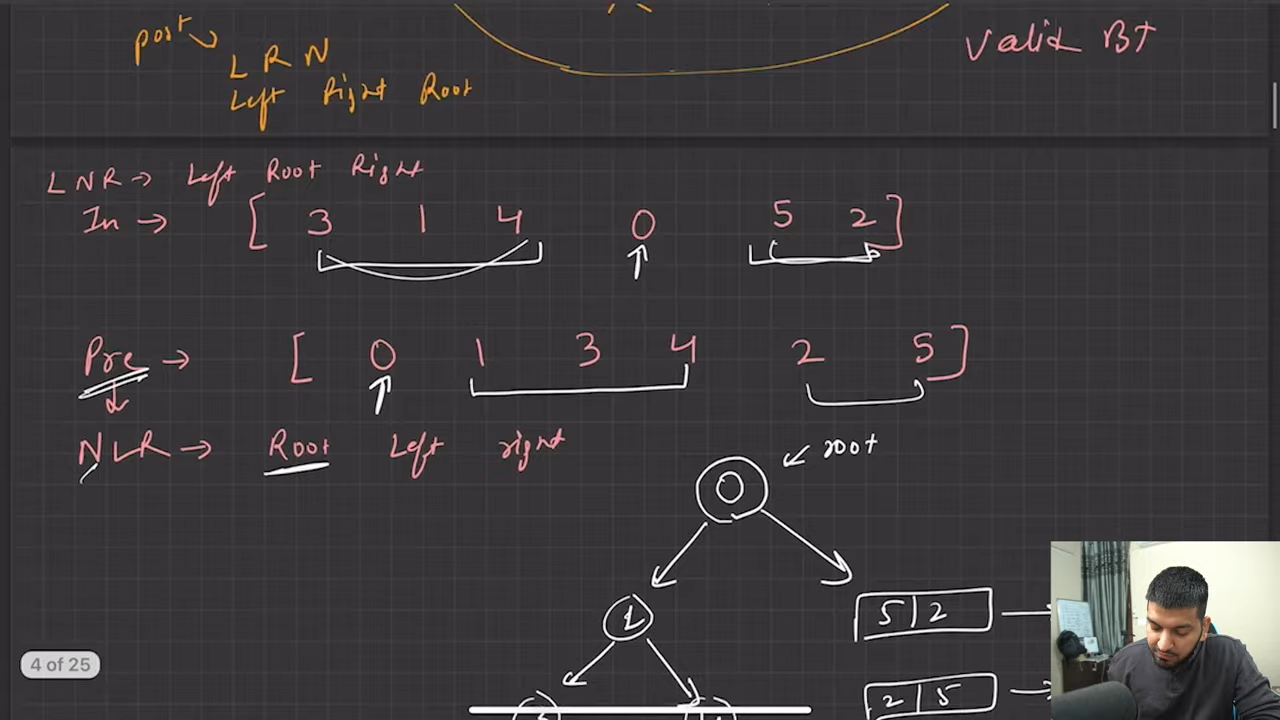 post
L R N
Left Right Root
Valid BT
LNR → Left Root Right
In → [ 3 1 4 0 5 2 ]
Pre → [ 0 1 3 4 2 5 ]
NLR → Root Left right
root
0
1
5 | 2
2 | 5
4 of 25